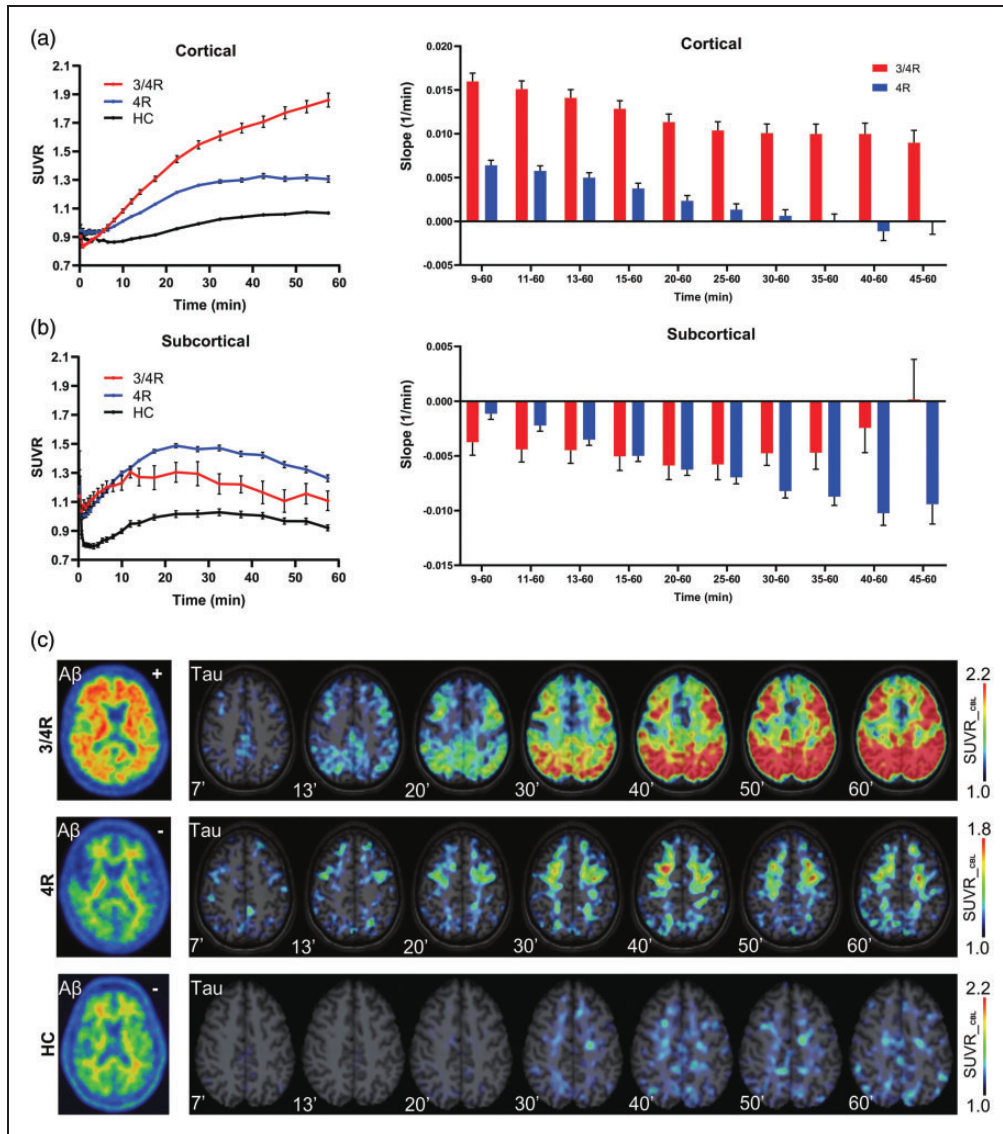 (a)
Cortical
2.1
1.9
1.7
1.5
1.3
1.1
0.9
0.7
SUVR
3/4R
4R
HC
0 10 20 30 40 50 60
Time (min)
Cortical
0.020
0.015
0.010
0.005
0.000
-0.005
Slope (1/min)
3/4R
4R
9-60 11-60 13-60 15-60 20-60 25-60 30-60 35-60 40-60 45-60
Time (min)
(b)
Subcortical
2.1
1.9
1.7
1.5
1.3
1.1
0.9
0.7
SUVR
3/4R
4R
HC
0 10 20 30 40 50 60
Time (min)
Subcortical
0.005
0.000
-0.005
-0.010
-0.015
Slope (1/min)
9-60 11-60 13-60 15-60 20-60 25-60 30-60 35-60 40-60 45-60
Time (min)
(c)
3/4R
Aβ +
Tau
7' 13' 20' 30' 40' 50' 60'
2.2
SUVR_CBL
1.0
4R
Aβ -
Tau
7' 13' 20' 30' 40' 50' 60'
1.8
SUVR_CBL
1.0
HC
Aβ -
Tau
7' 13' 20' 30' 40' 50' 60'
2.2
SUVR_CBL
1.0